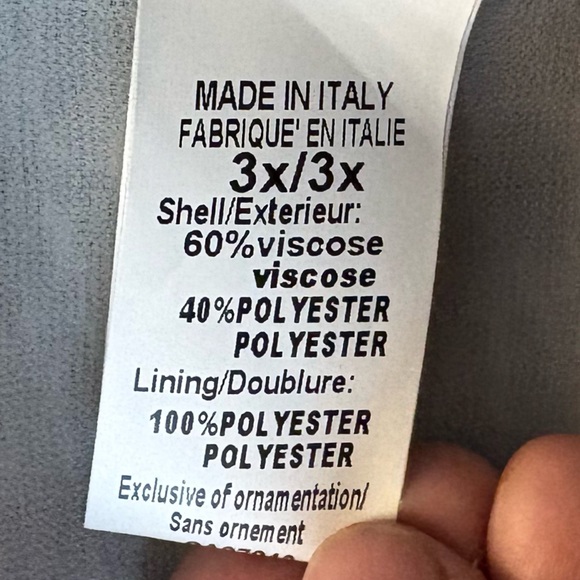 MADE IN ITALY
FABRIQUE' EN ITALIE
3x/3x
Shell/Exterieur:
60%viscose
viscose
40%POLYESTER
POLYESTER
Lining/Doublure:
100%POLYESTER
POLYESTER
Exclusive of ornamentation/
Sans ornement